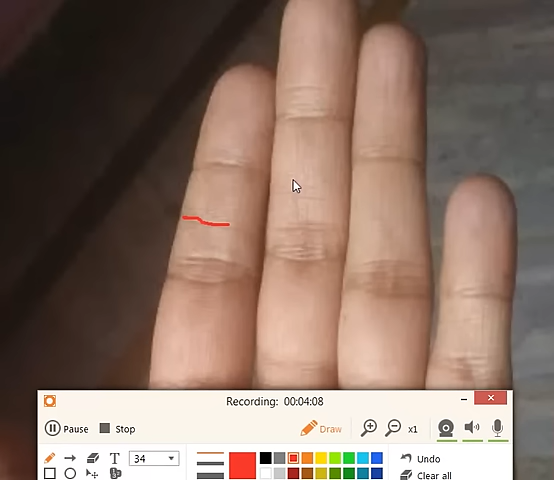 Recording: 00:04:08
Pause Stop Draw x1
T 34 Undo
Clear all